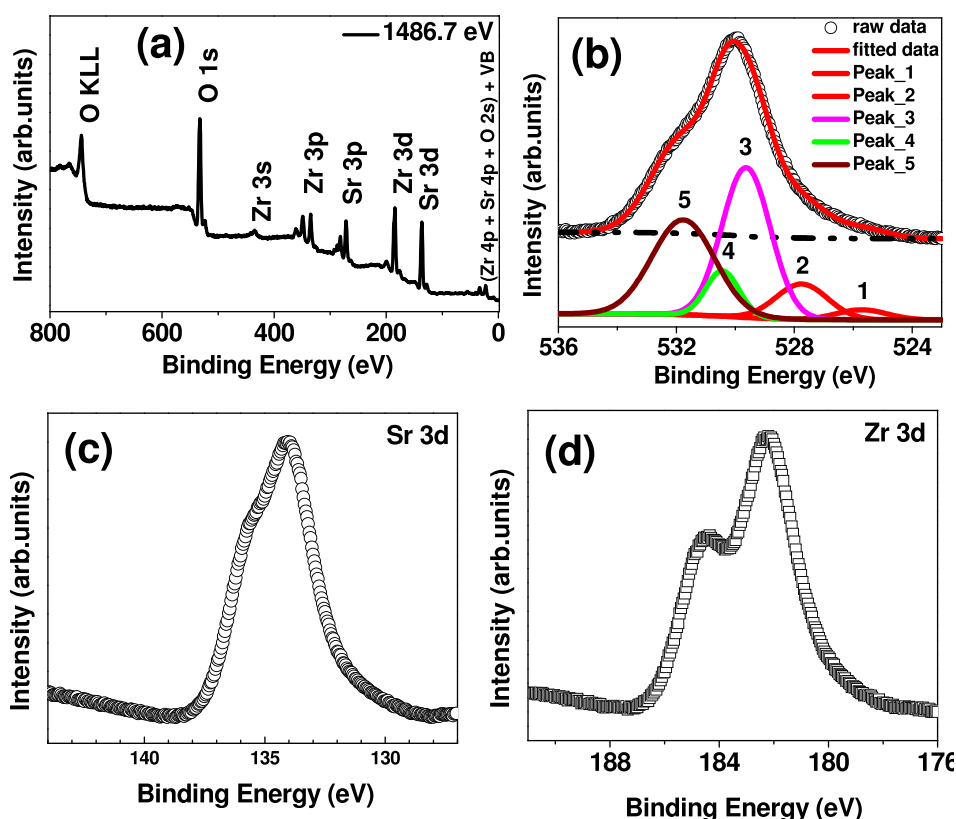 (a)
1486.7 eV
O KLL
O 1s
Zr 3s
Zr 3p
Sr 3p
Zr 3d
Sr 3d
(Zr 4p + Sr 4p + O 2s) + VB
Intensity (arb.units)
800 600 400 200 0
Binding Energy (eV)
(b)
raw data
fitted data
Peak_1
Peak_2
Peak_3
Peak_4
Peak_5
3
5
4
2
1
Intensity (arb.units)
536 532 528 524
Binding Energy (eV)
(c)
Sr 3d
Intensity (arb.units)
140 135 130
Binding Energy (eV)
(d)
Zr 3d
Intensity (arb.units)
188 184 180 176
Binding Energy (eV)